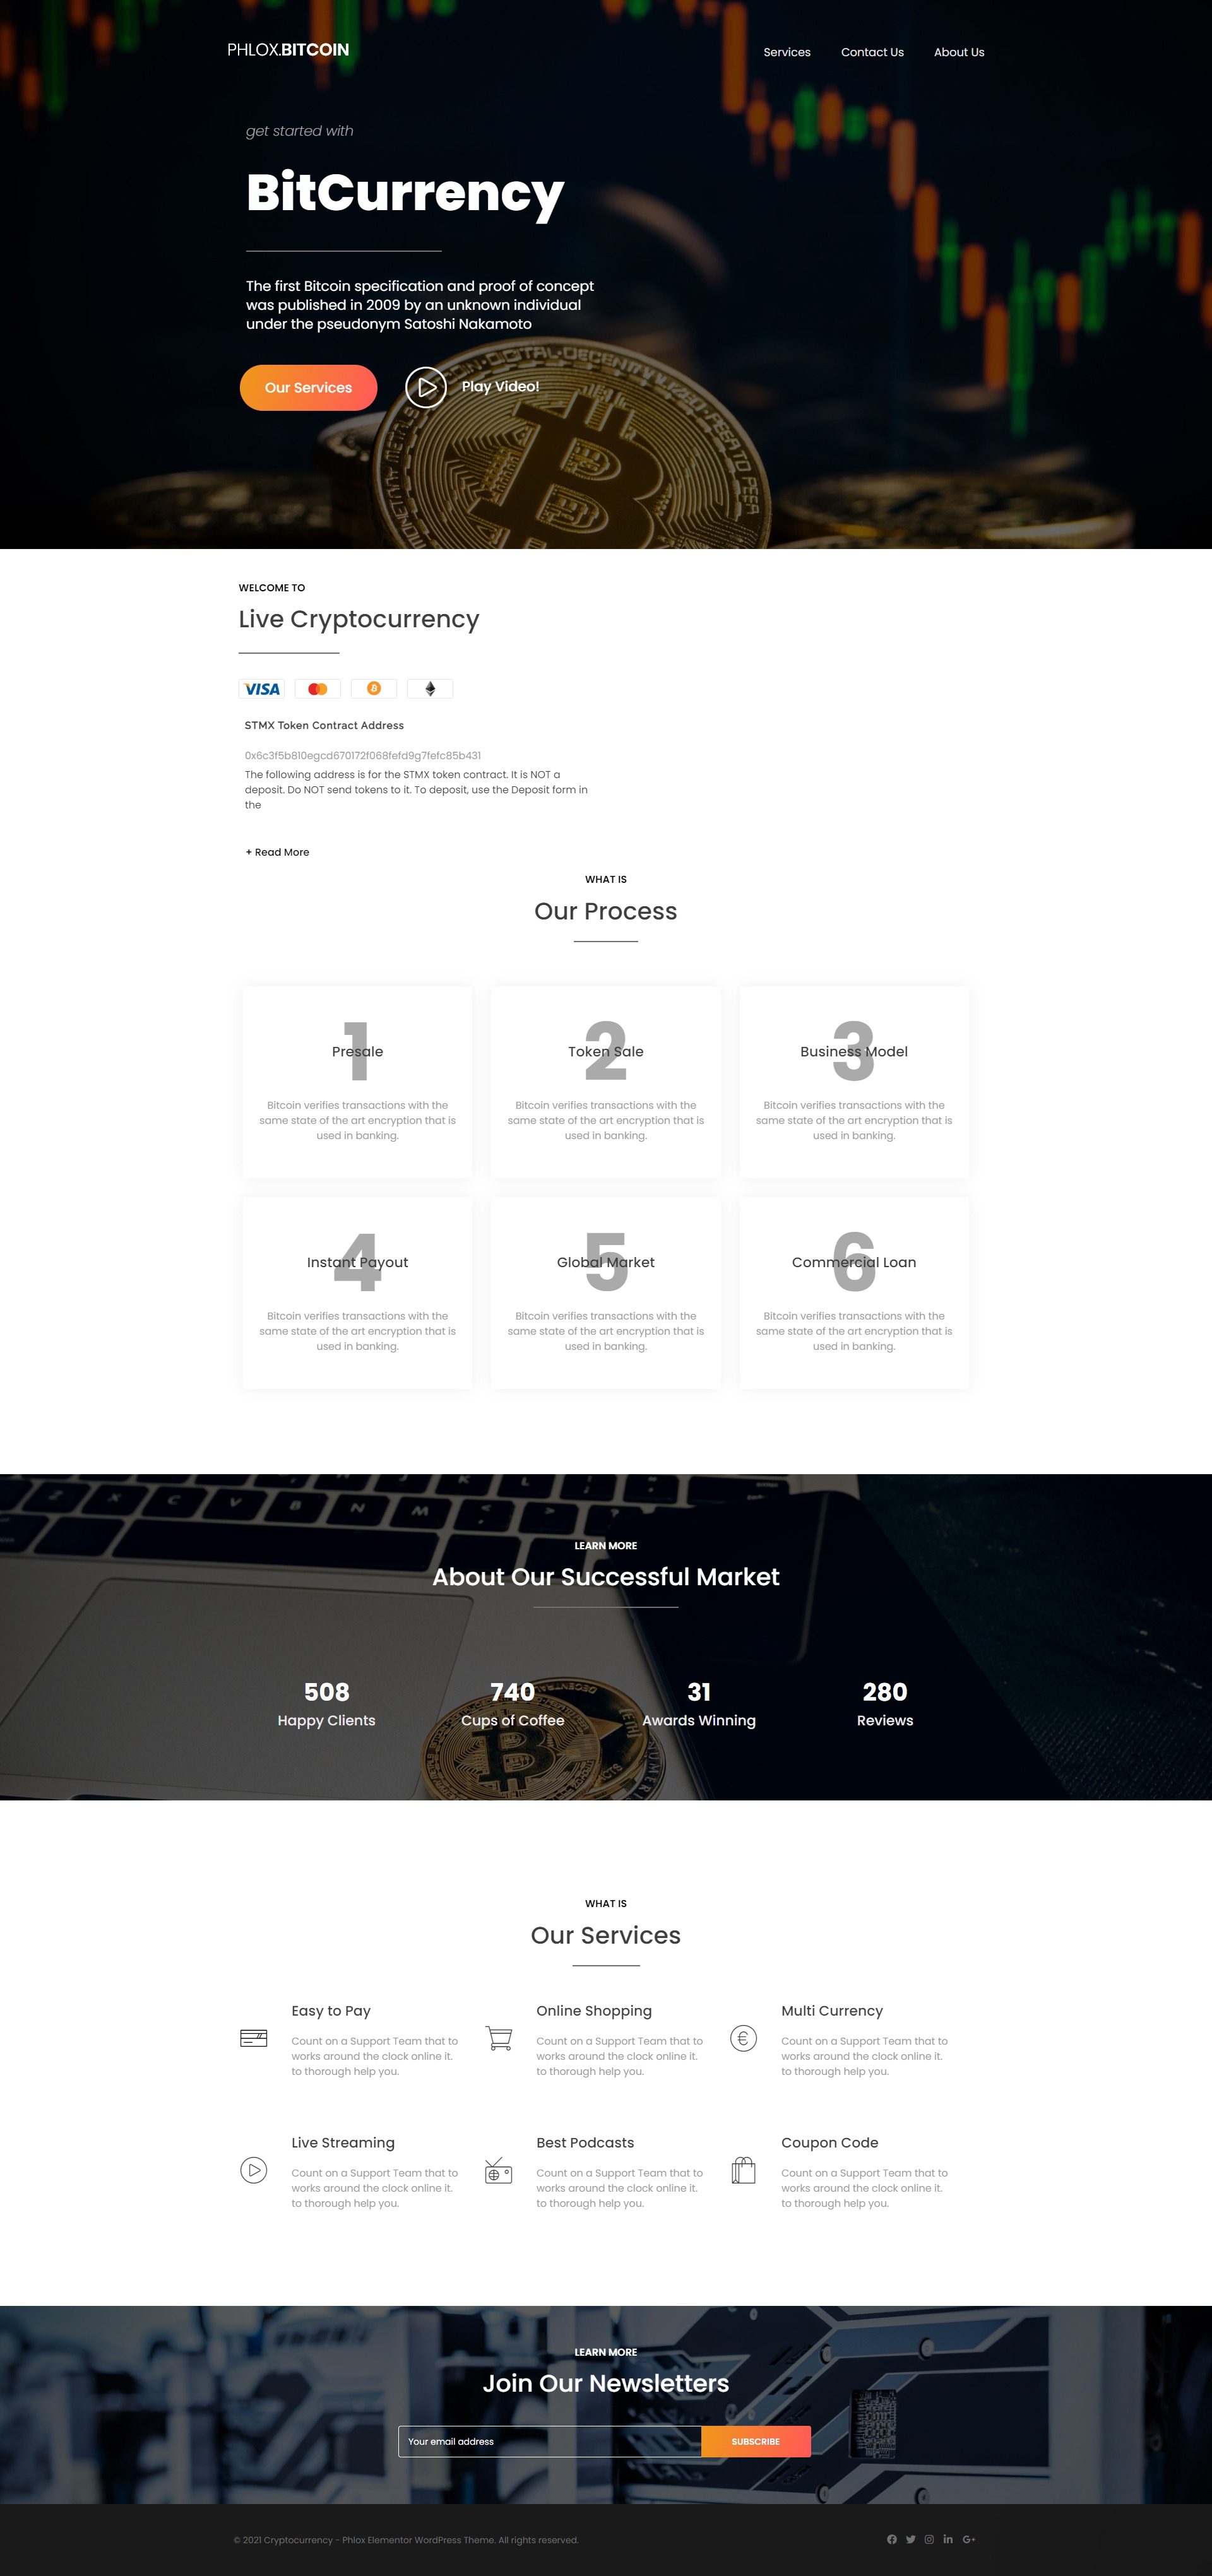 PHLOX.BITCOIN
Services Contact Us About Us
get started with
BitCurrency
The first Bitcoin specification and proof of concept
was published in 2009 by an unknown individual
under the pseudonym Satoshi Nakamoto
Our Services
Play Video!
WELCOME TO
Live Cryptocurrency
VISA
STMX Token Contract Address
0x6c3f5b810egcd670172f068fefd9g7fefc85b431
The following address is for the STMX token contract. It is NOT a
deposit. Do NOT send tokens to it. To deposit, use the Deposit form in
the
+ Read More
WHAT IS
Our Process
1
Presale
Bitcoin verifies transactions with the
same state of the art encryption that is
used in banking.
2
Token Sale
Bitcoin verifies transactions with the
same state of the art encryption that is
used in banking.
3
Business Model
Bitcoin verifies transactions with the
same state of the art encryption that is
used in banking.
4
Instant Payout
Bitcoin verifies transactions with the
same state of the art encryption that is
used in banking.
5
Global Market
Bitcoin verifies transactions with the
same state of the art encryption that is
used in banking.
6
Commercial Loan
Bitcoin verifies transactions with the
same state of the art encryption that is
used in banking.
LEARN MORE
About Our Successful Market
508
Happy Clients
740
Cups of Coffee
31
Awards Winning
280
Reviews
WHAT IS
Our Services
Easy to Pay
Count on a Support Team that to
works around the clock online it.
to thorough help you.
Online Shopping
Count on a Support Team that to
works around the clock online it.
to thorough help you.
Multi Currency
Count on a Support Team that to
works around the clock online it.
to thorough help you.
Live Streaming
Count on a Support Team that to
works around the clock online it.
to thorough help you.
Best Podcasts
Count on a Support Team that to
works around the clock online it.
to thorough help you.
Coupon Code
Count on a Support Team that to
works around the clock online it.
to thorough help you.
LEARN MORE
Join Our Newsletters
Your email address
SUBSCRIBE
© 2021 Cryptocurrency - Phlox Elementor WordPress Theme. All rights reserved.